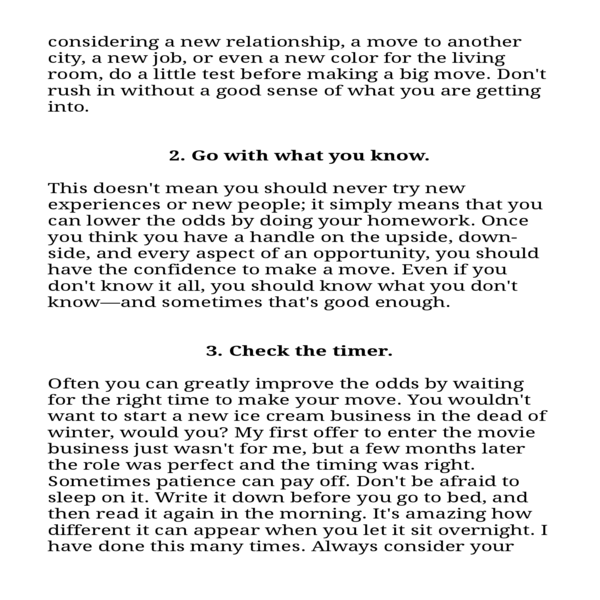 considering a new relationship, a move to another
city, a new job, or even a new color for the living
room, do a little test before making a big move. Don't
rush in without a good sense of what you are getting
into.
2. Go with what you know.
This doesn't mean you should never try new
experiences or new people; it simply means that you
can lower the odds by doing your homework. Once
you think you have a handle on the upside, down-
side, and every aspect of an opportunity, you should
have the confidence to make a move. Even if you
don't know it all, you should know what you don't
know—and sometimes that's good enough.
3. Check the timer.
Often you can greatly improve the odds by waiting
for the right time to make your move. You wouldn't
want to start a new ice cream business in the dead of
winter, would you? My first offer to enter the movie
business just wasn't for me, but a few months later
the role was perfect and the timing was right.
Sometimes patience can pay off. Don't be afraid to
sleep on it. Write it down before you go to bed, and
then read it again in the morning. It's amazing how
different it can appear when you let it sit overnight. I
have done this many times. Always consider your